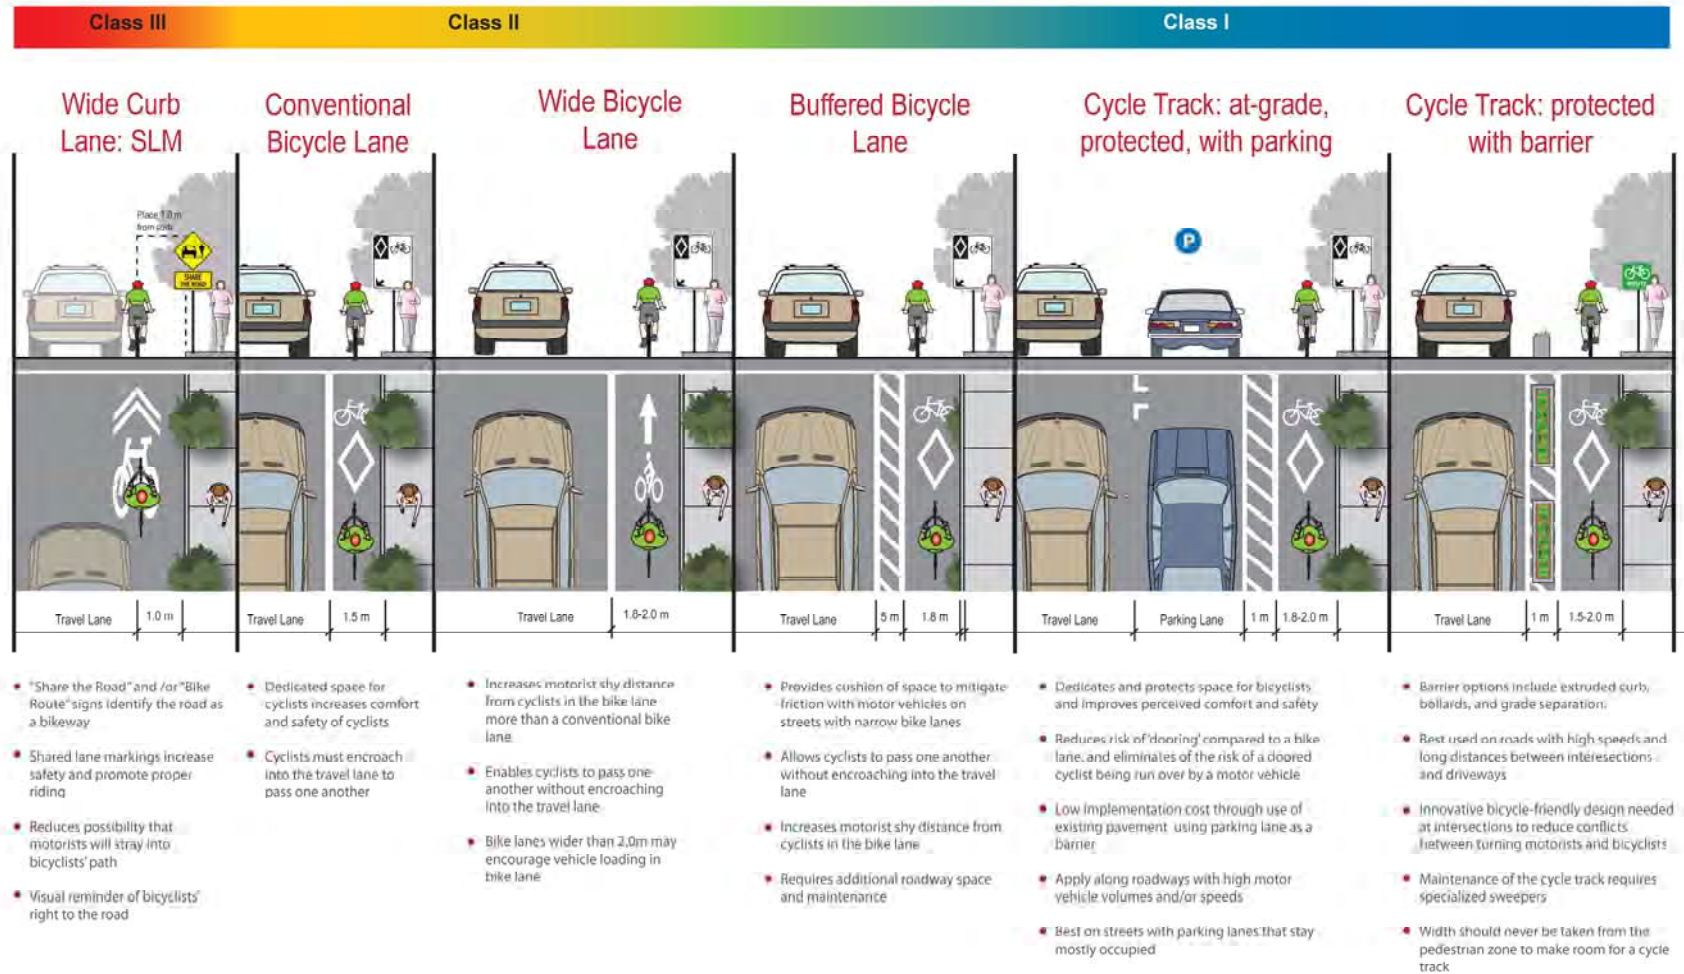 Class III
Class II
Class I
Wide Curb
Lane: SLM
Place 1.0 m
from curb
SHARE
THE ROAD
Travel Lane
1.0 m
"Share the Road" and /or "Bike
Route" signs identify the road as
a bikeway
Shared lane markings increase
safety and promote proper
riding
Reduces possibility that
motorists will stray into
bicyclists' path
Visual reminder of bicyclists'
right to the road
Conventional
Bicycle Lane
Travel Lane
1.5 m
Dedicated space for
cyclists increases comfort
and safety of cyclists
Cyclists must encroach
into the travel lane to
pass one another
Wide Bicycle
Lane
Travel Lane
1.8-2.0 m
Increases motorist shy distance
from cyclists in the bike lane
more than a conventional bike
lane
Enables cyclists to pass one
another without encroaching
into the travel lane
Bike lanes wider than 2.0m may
encourage vehicle loading in
bike lane
Buffered Bicycle
Lane
Travel Lane
5 m
1.8 m
Provides cushion of space to mitigate
friction with motor vehicles on
streets with narrow bike lanes
Allows cyclists to pass one another
without encroaching into the travel
lane
Increases motorist shy distance from
cyclists in the bike lane
Requires additional roadway space
and maintenance
Cycle Track: at-grade,
protected, with parking
P
Travel Lane
Parking Lane
1 m
1.8-2.0 m
Dedicates and protects space for bicyclists
and improves perceived comfort and safety
Reduces risk of 'dooring' compared to a bike
lane, and eliminates of the risk of a doored
cyclist being run over by a motor vehicle
Low implementation cost through use of
existing pavement using parking lane as a
barrier
Apply along roadways with high motor
vehicle volumes and/or speeds
Best on streets with parking lanes that stay
mostly occupied
Cycle Track: protected
with barrier
Travel Lane
1 m
1.5-2.0 m
Barrier options include extruded curb,
bollards, and grade separation.
Best used on roads with high speeds and
long distances between intersections
and driveways
Innovative bicycle-friendly design needed
at intersections to reduce conflicts
between turning motorists and bicyclists
Maintenance of the cycle track requires
specialized sweepers
Width should never be taken from the
pedestrian zone to make room for a cycle
track